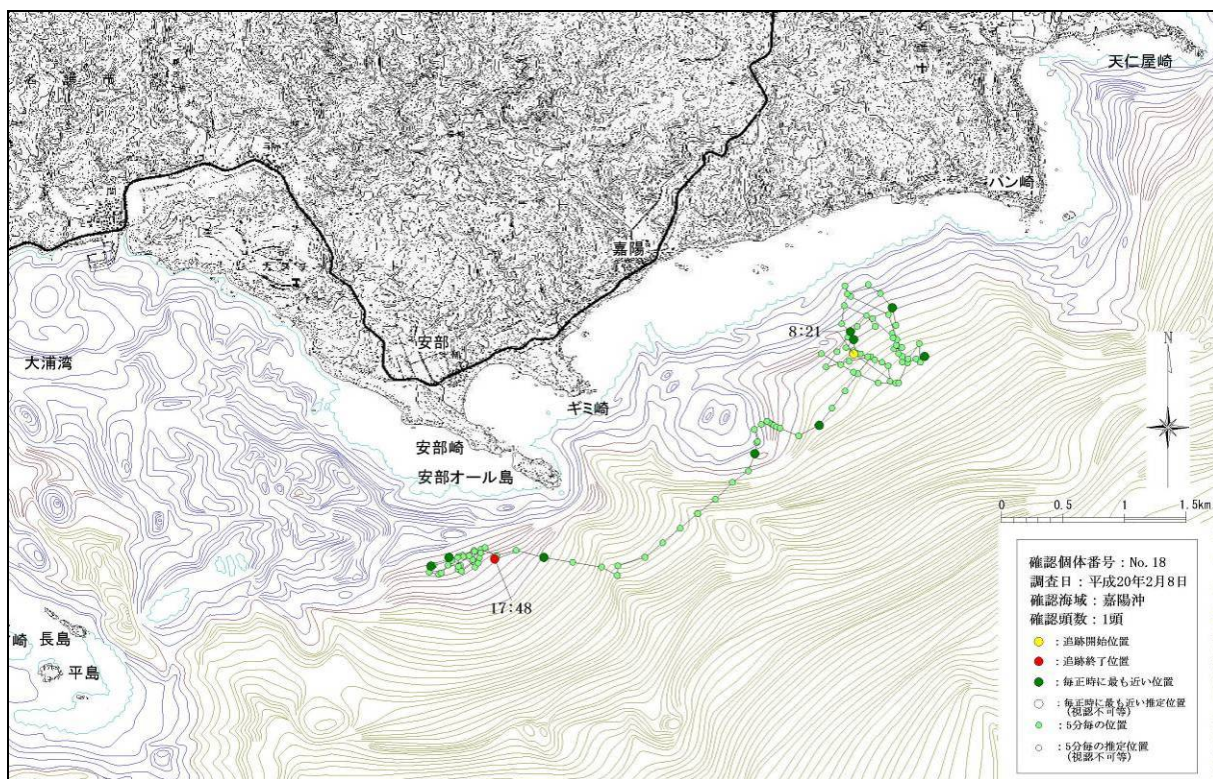 天仁屋崎
バン崎
嘉陽
8:21
安部
大浦湾
ギミ崎
安部崎
安部オール島
N
0 0.5 1 1.5km
17:48
長島
崎
平島
確認個体番号：No.18
調査日：平成20年2月8日
確認海域：嘉陽沖
確認頭数：1頭
：追跡開始位置
：追跡終了位置
：毎正時に最も近い位置
：毎正時に最も近い推定位置
(視認不可等)
：5分毎の位置
：5分毎の推定位置
(視認不可等)